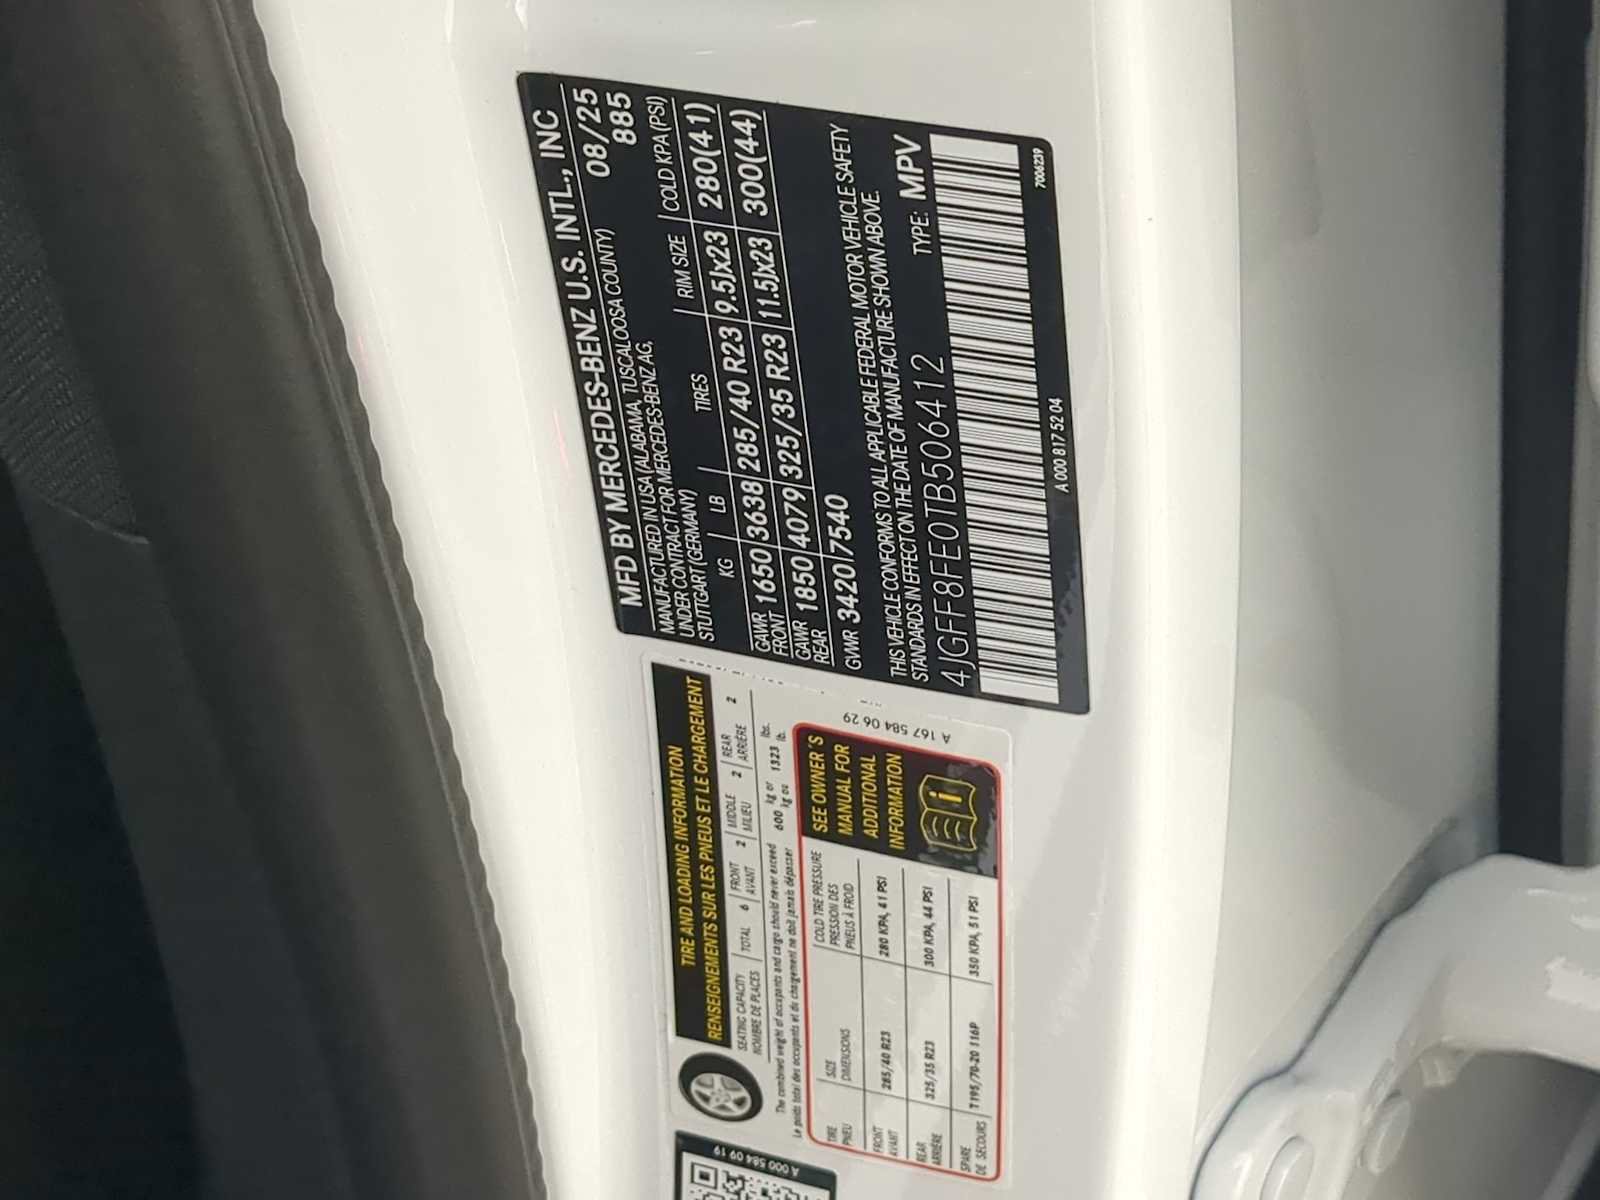 MFD BY MERCEDES-BENZ U.S. INTL., INC
MANUFACTURED IN USA (ALABAMA, TUSCALOOSA COUNTY) 08/25
UNDER CONTRACT FOR MERCEDES-BENZ AG, 885
STUTTGART (GERMANY)
KG LB TIRES RIM SIZE COLD KPA (PSI)
GAWR FRONT 1650 3638 285/40 R23 9.5Jx23 280(41)
GAWR REAR 1850 4079 325/35 R23 11.5Jx23 300(44)
GVWR 3420 7540
THIS VEHICLE CONFORMS TO ALL APPLICABLE FEDERAL MOTOR VEHICLE SAFETY
STANDARDS IN EFFECT ON THE DATE OF MANUFACTURE SHOWN ABOVE.
4JGFF8FE0TB506412 TYPE: MPV
A 000 817 52 04 7006239
TIRE AND LOADING INFORMATION
RENSEIGNEMENTS SUR LES PNEUS ET LE CHARGEMENT
SEATING CAPACITY TOTAL 6 FRONT 2 MIDDLE 2 REAR 2
NOMBRE DE PLACES AVANT MILIEU ARRIÈRE
The combined weight of occupants and cargo should never exceed 600 kg or 1323 lbs.
Le poids total des occupants et du chargement ne doit jamais dépasser kg ou lb.
TIRE SIZE COLD TIRE PRESSURE
PNEU DIMENSIONS PRESSION DES
PNEUS À FROID
FRONT 285/40 R23 280 KPA, 41 PSI
AVANT
REAR 325/35 R23 300 KPA, 44 PSI
ARRIÈRE
SPARE T195/70-20 116P 350 KPA, 51 PSI
DE SECOURS
SEE OWNER'S
MANUAL FOR
ADDITIONAL
INFORMATION
i
A 167 584 06 29
A 000 584 09 19